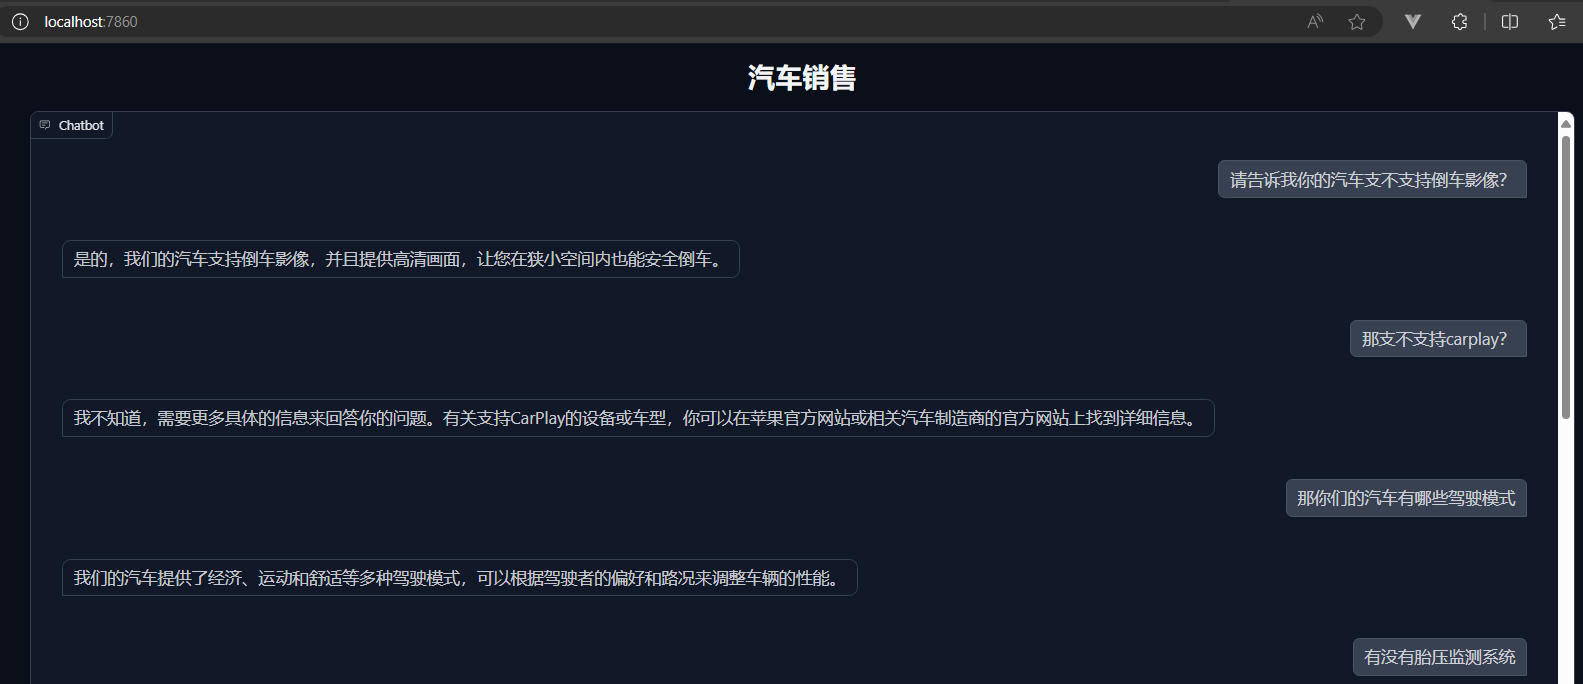 localhost:7860
汽车销售
Chatbot
请告诉我你的汽车支不支持倒车影像?
是的，我们的汽车支持倒车影像，并且提供高清画面，让您在狭小空间内也能安全倒车。
那支不支持carplay?
我不知道，需要更多具体的信息来回答你的问题。有关支持CarPlay的设备或车型，你可以在苹果官方网站或相关汽车制造商的官方网站上找到详细信息。
那你们的汽车有哪些驾驶模式
我们的汽车提供了经济、运动和舒适等多种驾驶模式，可以根据驾驶者的偏好和路况来调整车辆的性能。
有没有胎压监测系统